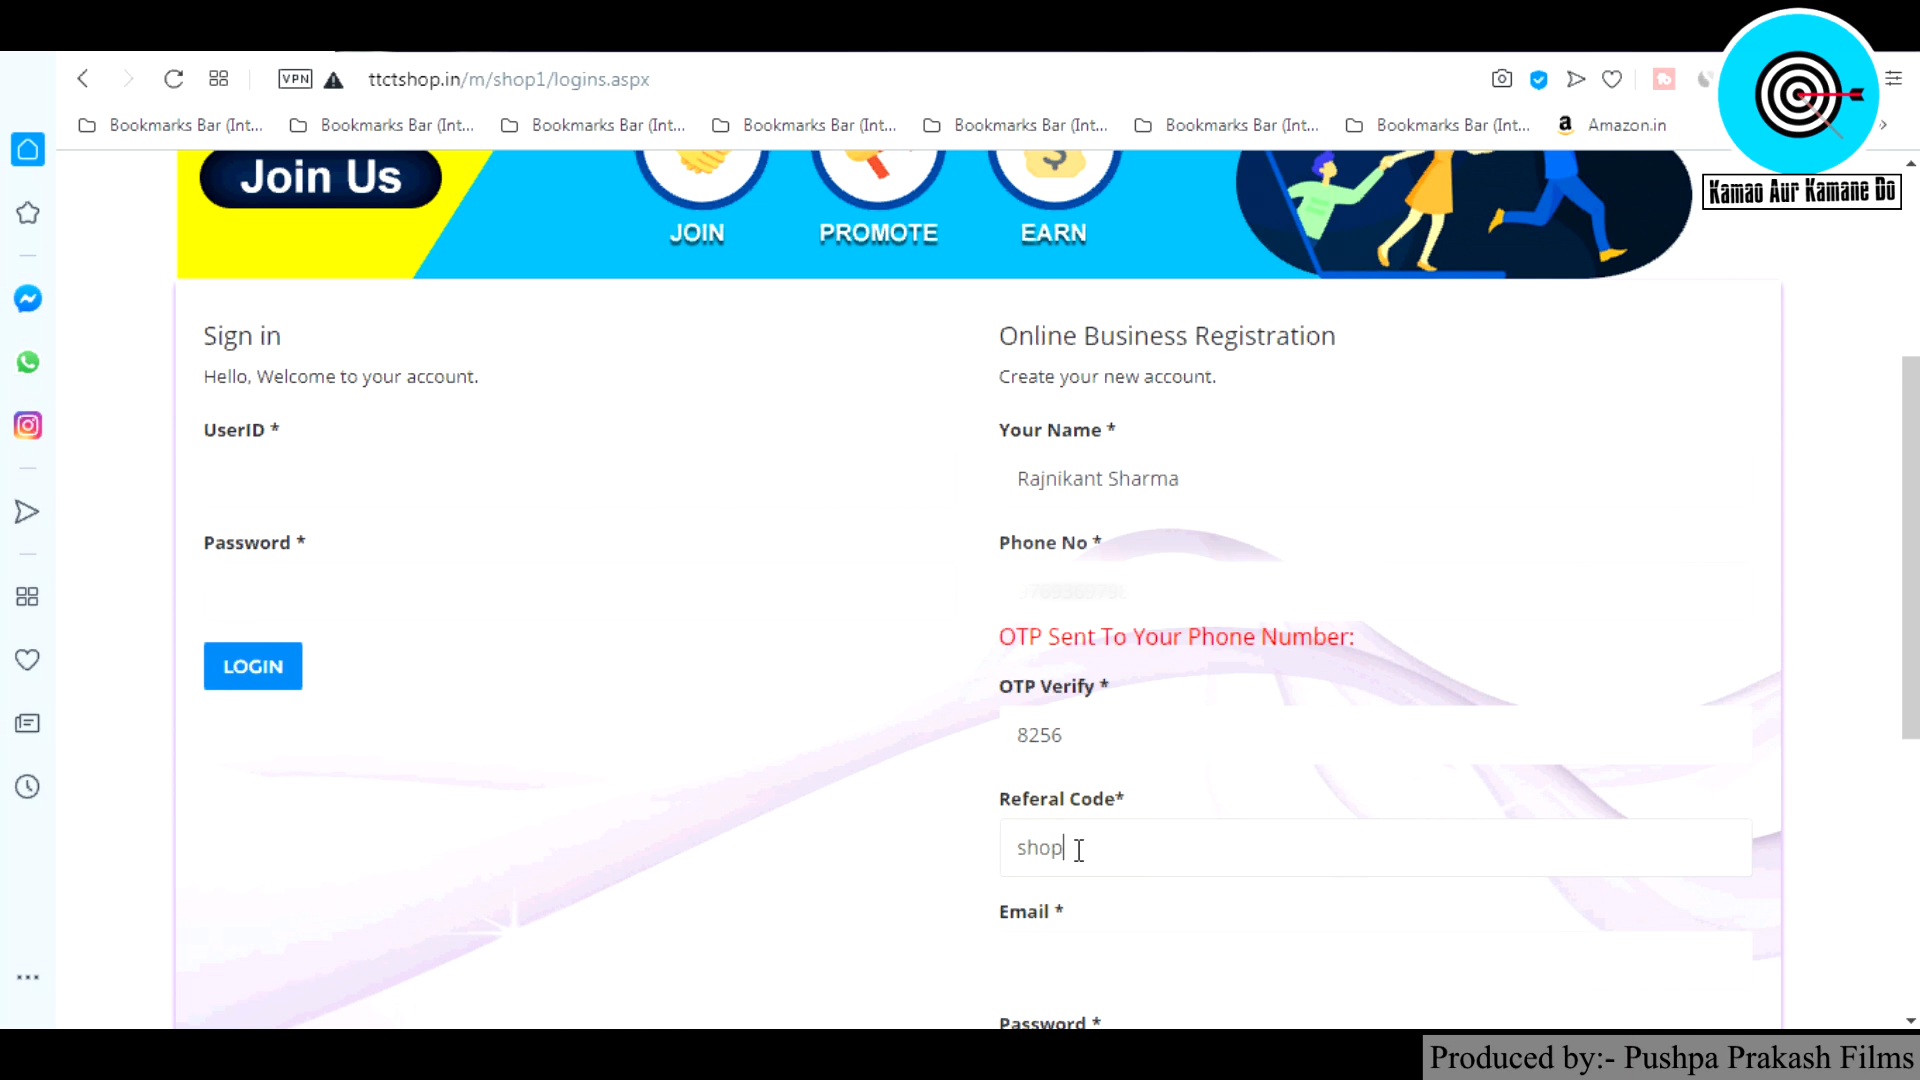 VPN
ttctshop.in/m/shop1/logins.aspx
Bookmarks Bar (Int...
Bookmarks Bar (Int...
Bookmarks Bar (Int...
Bookmarks Bar (Int...
Bookmarks Bar (Int...
Bookmarks Bar (Int...
Bookmarks Bar (Int...
a Amazon.in
Kamao Aur Kamane Do
Join Us
JOIN
PROMOTE
EARN
Sign in
Hello, Welcome to your account.
UserID *
Password *
LOGIN
Online Business Registration
Create your new account.
Your Name *
Rajnikant Sharma
Phone No *
OTP Sent To Your Phone Number:
OTP Verify *
8256
Referal Code*
shop
Email *
Password *
Produced by:- Pushpa Prakash Films